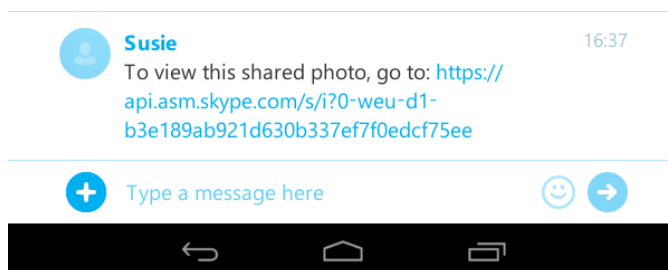 Susie 16:37
To view this shared photo, go to: https://
api.asm.skype.com/s/i?0-weu-d1-
b3e189ab921d630b337ef7f0edcf75ee
Type a message here